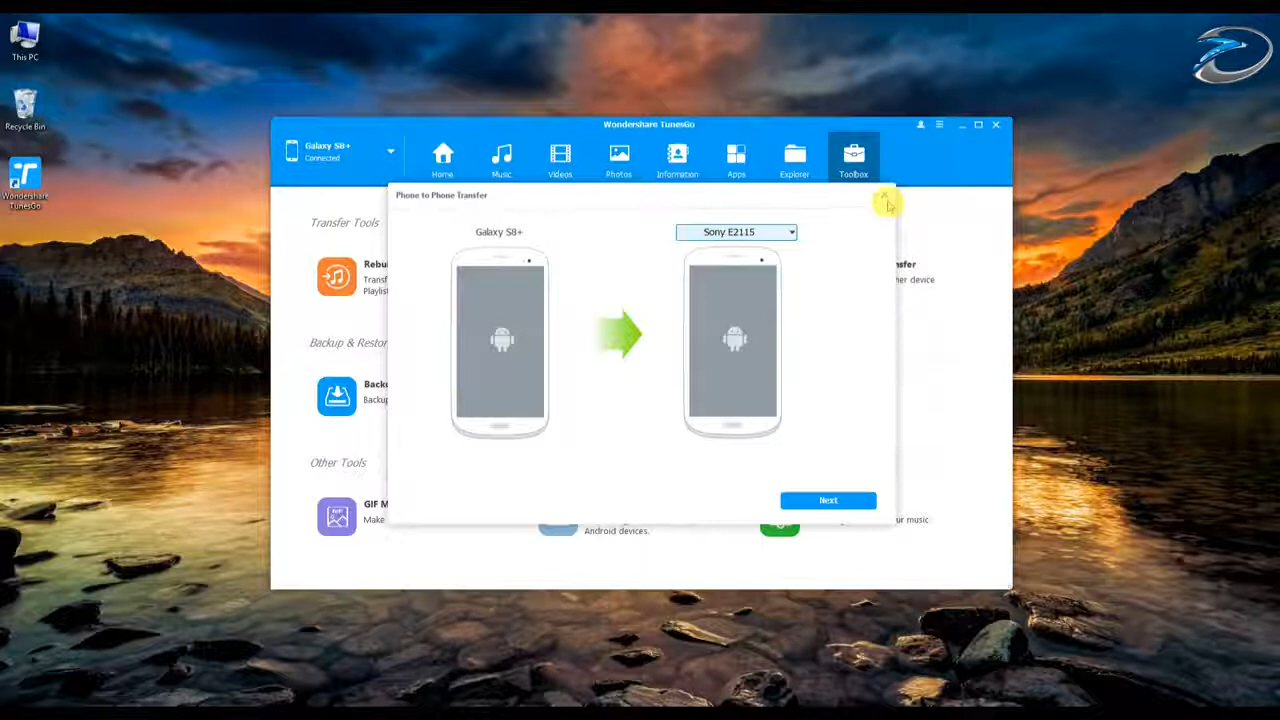 This PC
Recycle Bin
Wondershare
TunesGo
Wondershare TunesGo
Galaxy S8+
Connected
Home
Music
Videos
Photos
Information
Apps
Explorer
Toolbox
Phone to Phone Transfer
Transfer Tools
Galaxy S8+
Sony E2115
Rebu
Transf
Playlis
nsfer
her device
Backup & Restor
Backu
Backup
Other Tools
GIF M
Make
Android devices.
ur music
Next